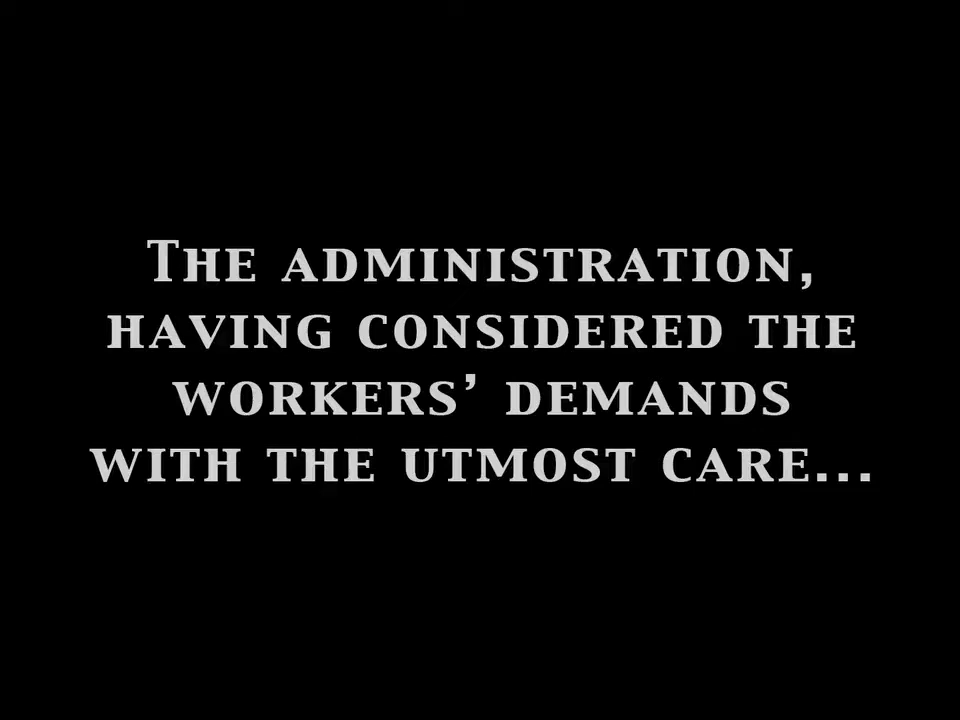 The administration,
having considered the
workers’ demands
with the utmost care...